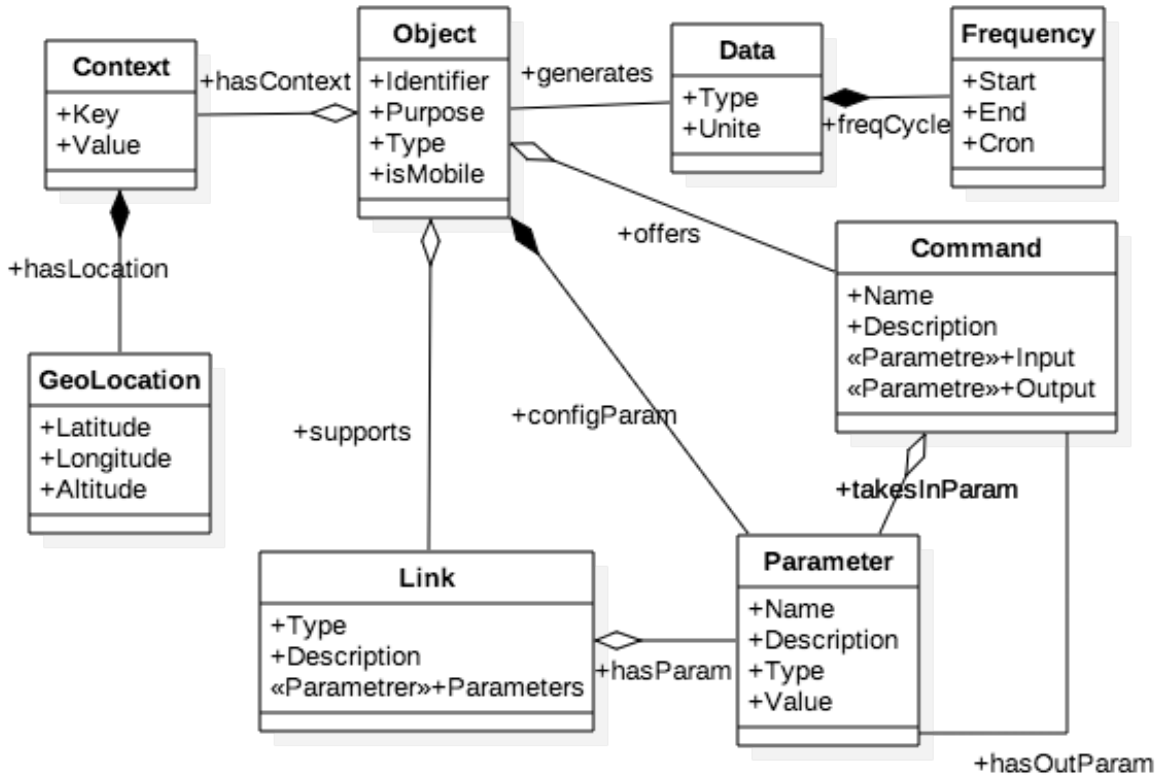 Context
+Key
+Value
+hasContext
Object
+Identifier
+Purpose
+Type
+isMobile
+generates
Data
+Type
+Unite
+freqCycle
Frequency
+Start
+End
+Cron
+hasLocation
+offers
Command
+Name
+Description
«Parametre»+Input
«Parametre»+Output
GeoLocation
+Latitude
+Longitude
+Altitude
+supports
+configParam
+takesInParam
Link
+Type
+Description
«Parametrer»+Parameters
+hasParam
Parameter
+Name
+Description
+Type
+Value
+hasOutParam